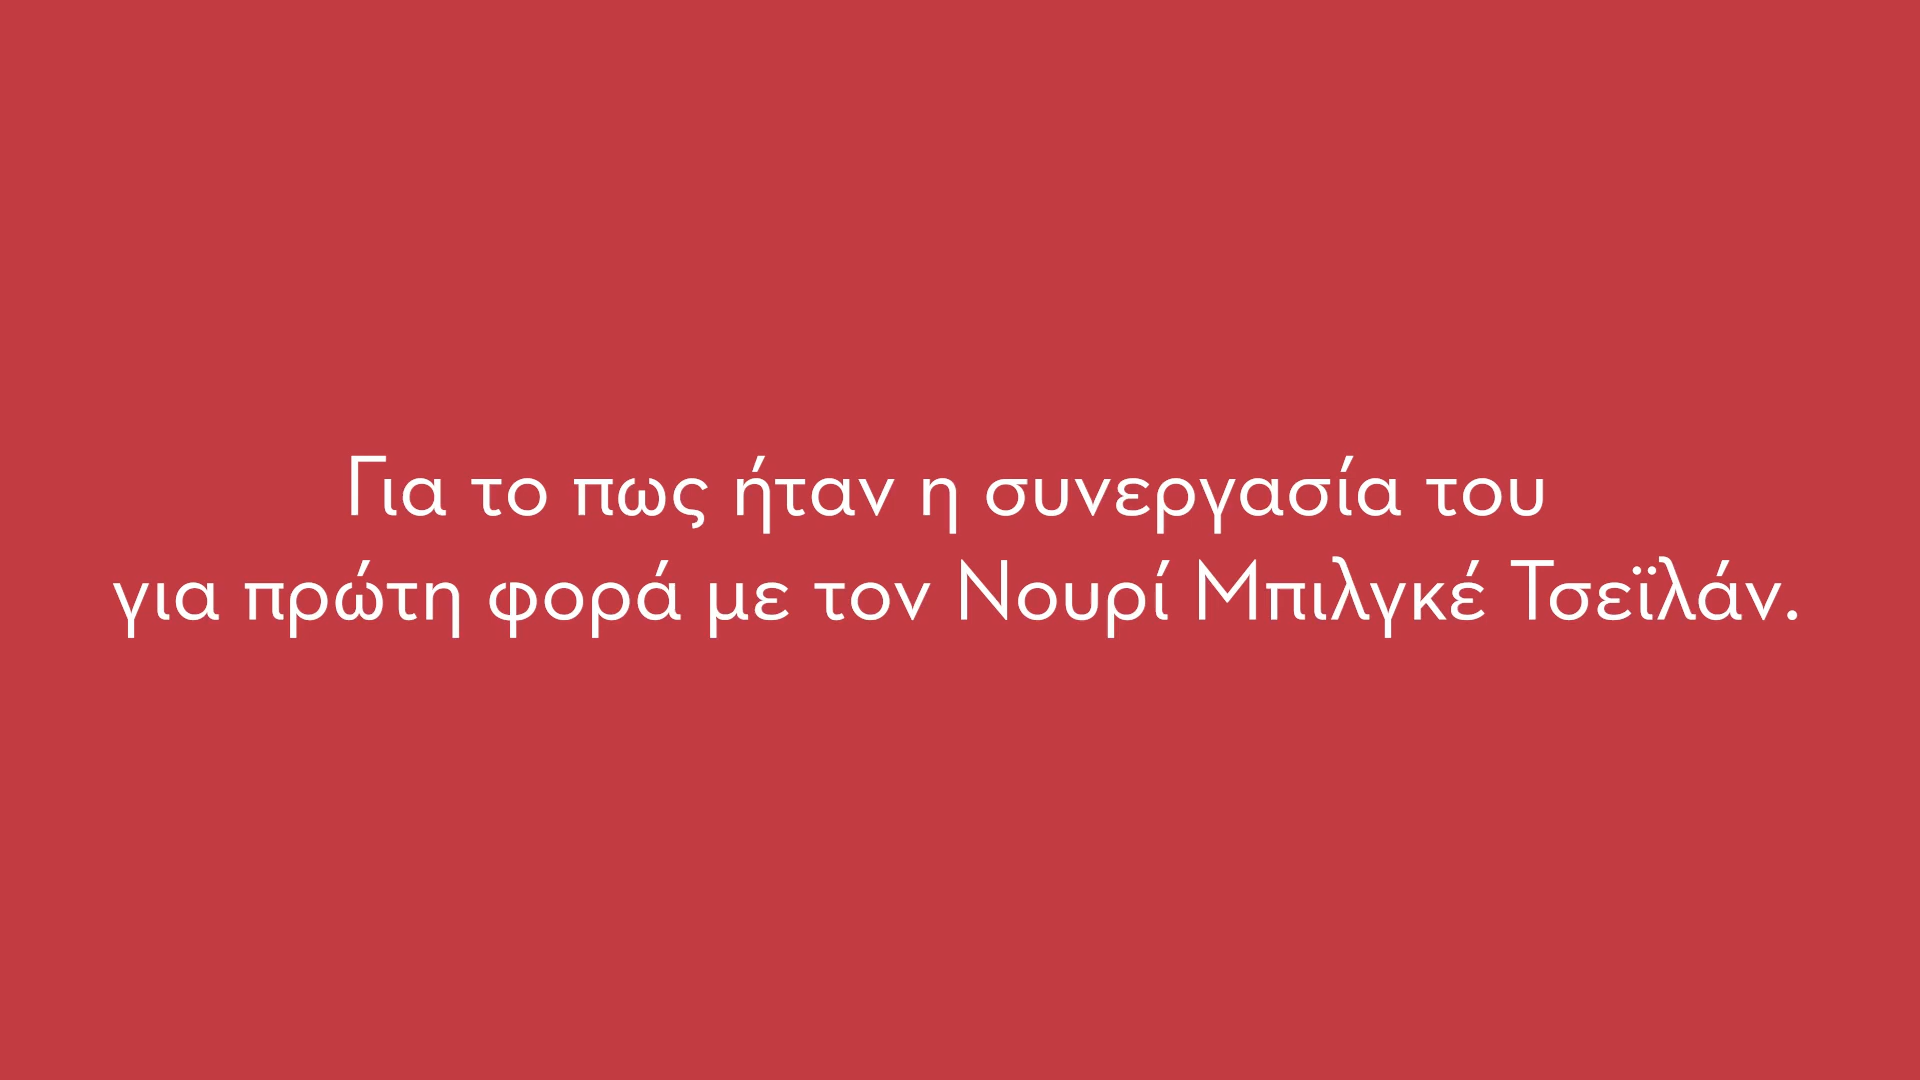 Για το πως ήταν η συνεργασία του
για πρώτη φορά με τον Νουρί Μπιλγκέ Τσεϊλάν.